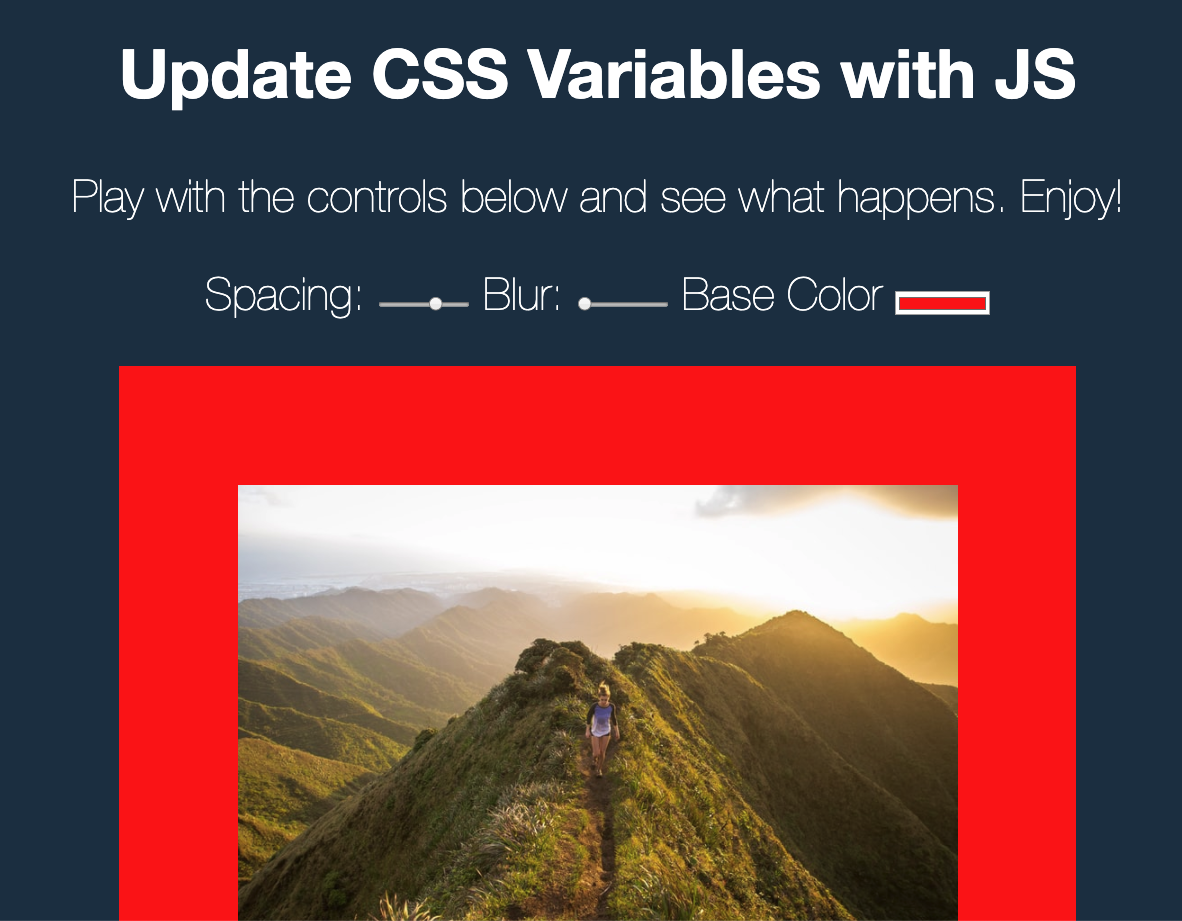 Update CSS Variables with JS
Play with the controls below and see what happens. Enjoy!
Spacing: Blur: Base Color